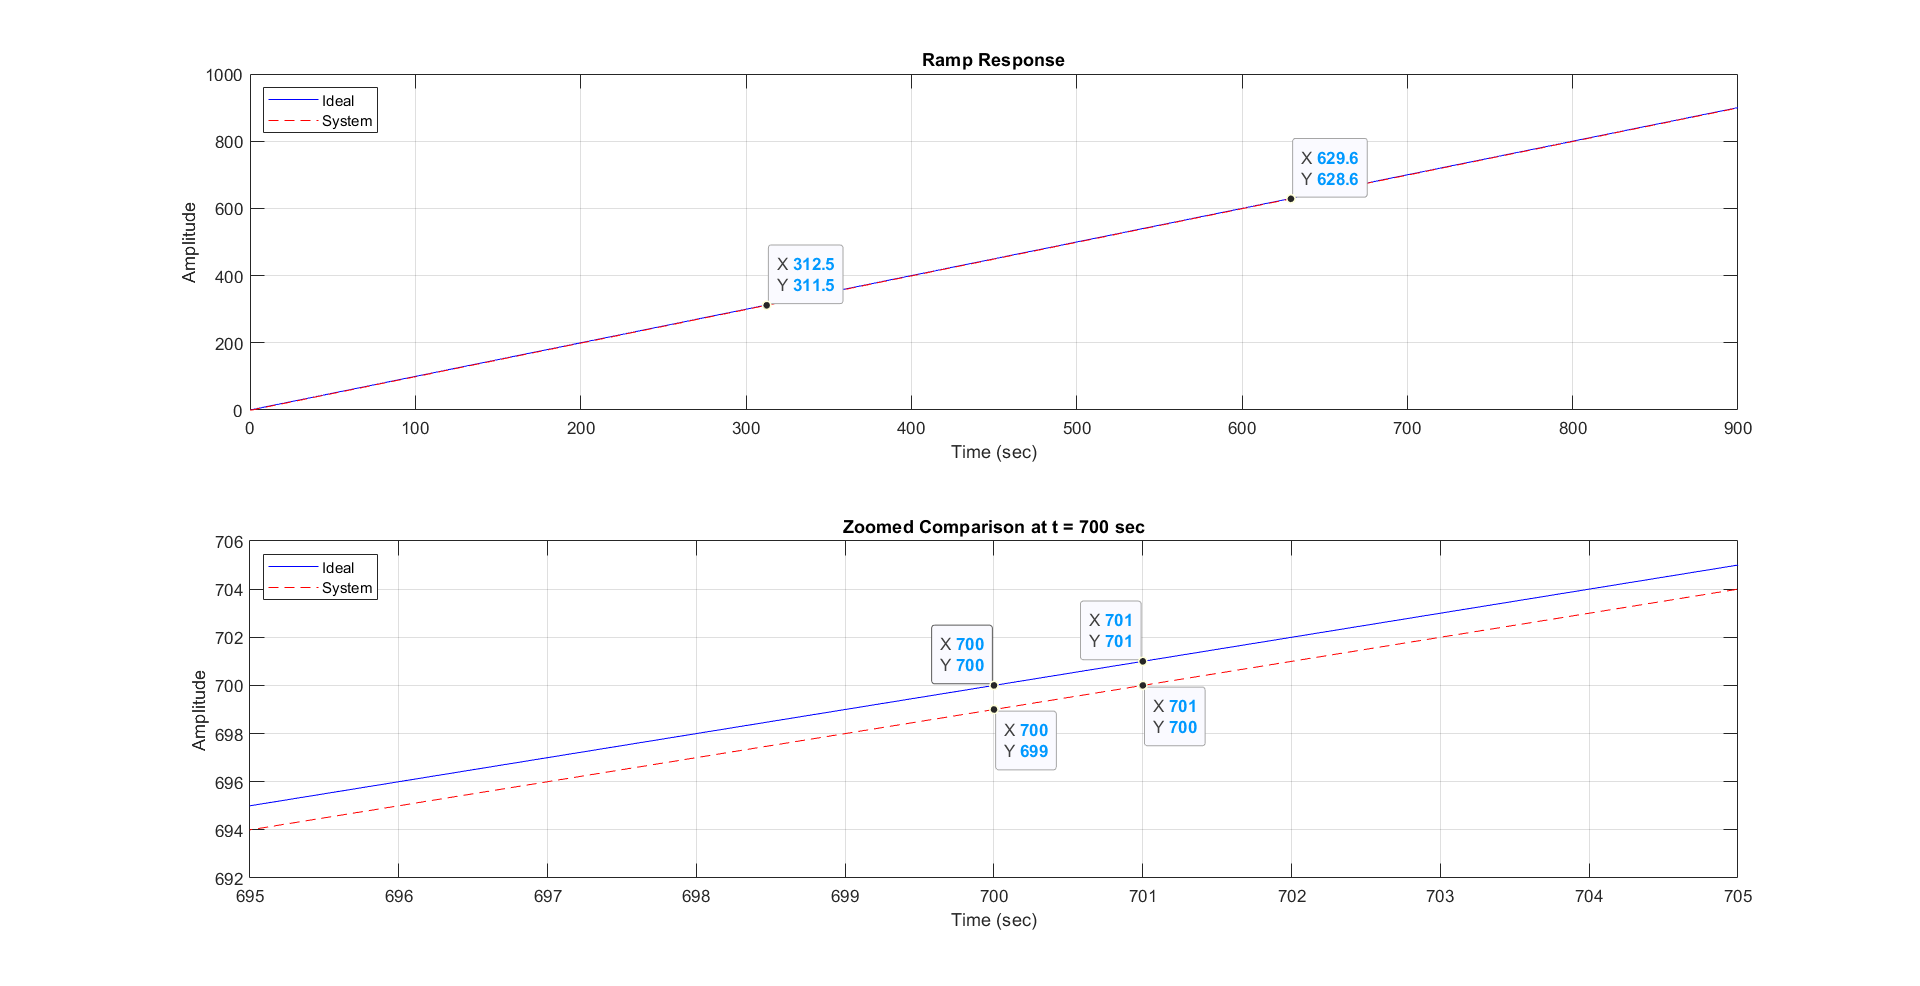 Ramp Response
1000
800
600
400
200
0
Amplitude
Ideal
System
X 312.5
Y 311.5
X 629.6
Y 628.6
0 100 200 300 400 500 600 700 800 900
Time (sec)
Zoomed Comparison at t = 700 sec
706
704
702
700
698
696
694
692
Amplitude
Ideal
System
X 700
Y 700
X 701
Y 701
X 700
Y 699
X 701
Y 700
695 696 697 698 699 700 701 702 703 704 705
Time (sec)